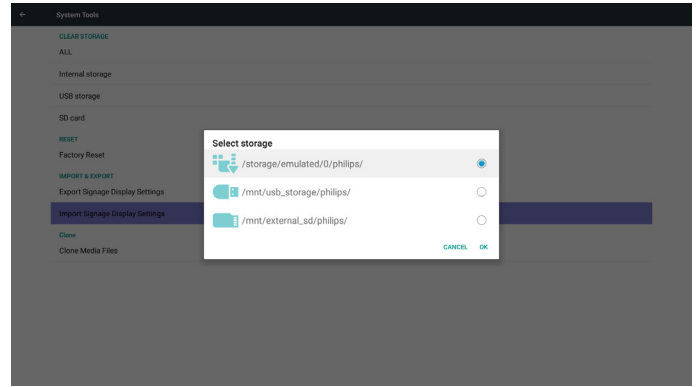 System Tools
CLEAR STORAGE
ALL
Internal storage
USB storage
SD card
RESET
Factory Reset
IMPORT & EXPORT
Export Signage Display Settings
Import Signage Display Settings
Clone
Clone Media Files
Select storage
/storage/emulated/0/philips/
/mnt/usb_storage/philips/
/mnt/external_sd/philips/
CANCEL OK